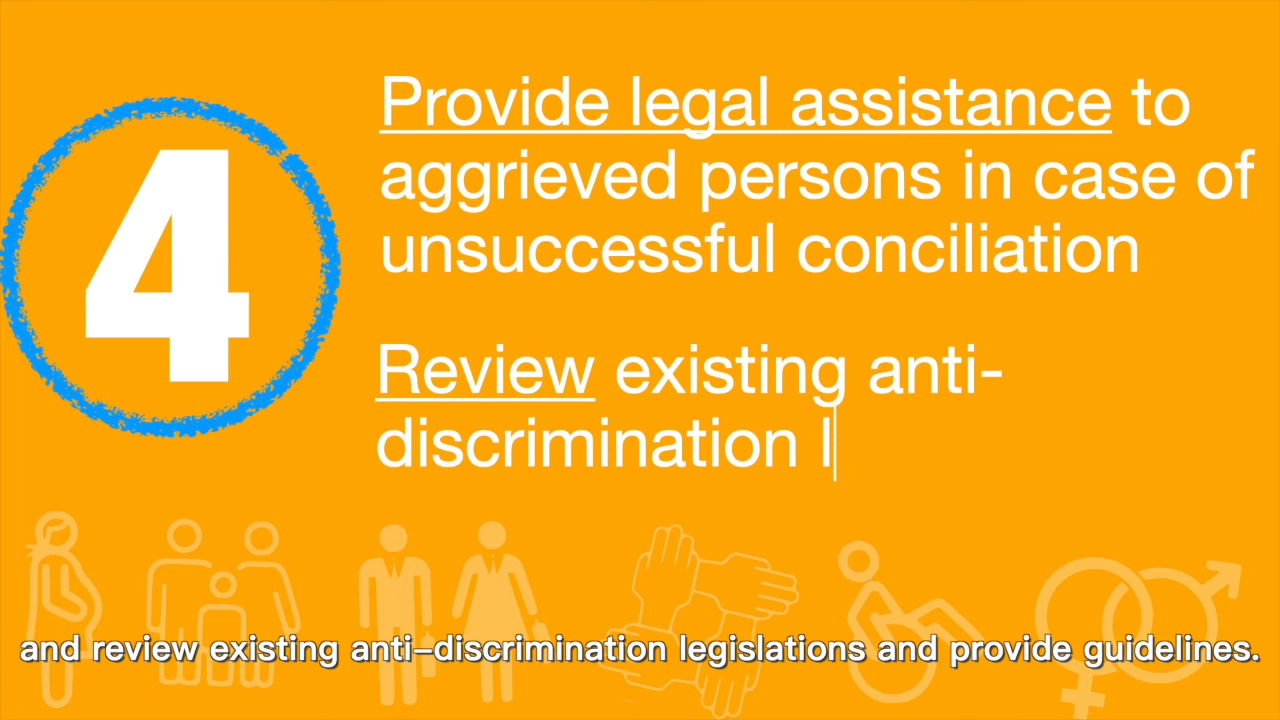 4
Provide legal assistance to
aggrieved persons in case of
unsuccessful conciliation
Review existing anti-
discrimination l
and review existing anti–discrimination legislations and provide guidelines.